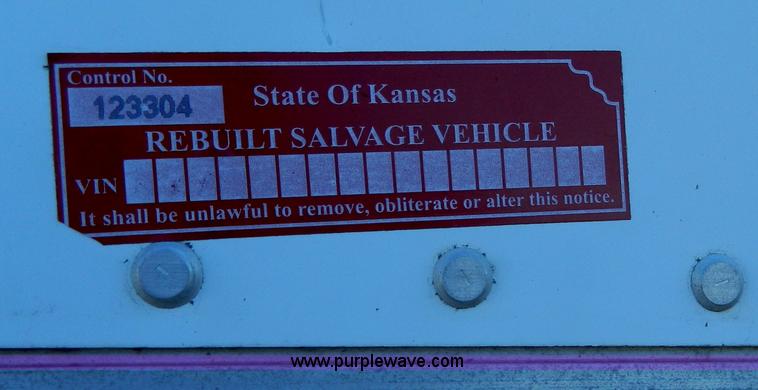 Control No.
123304
State Of Kansas
REBUILT SALVAGE VEHICLE
VIN
It shall be unlawful to remove, obliterate or alter this notice.
www.purplewave.com